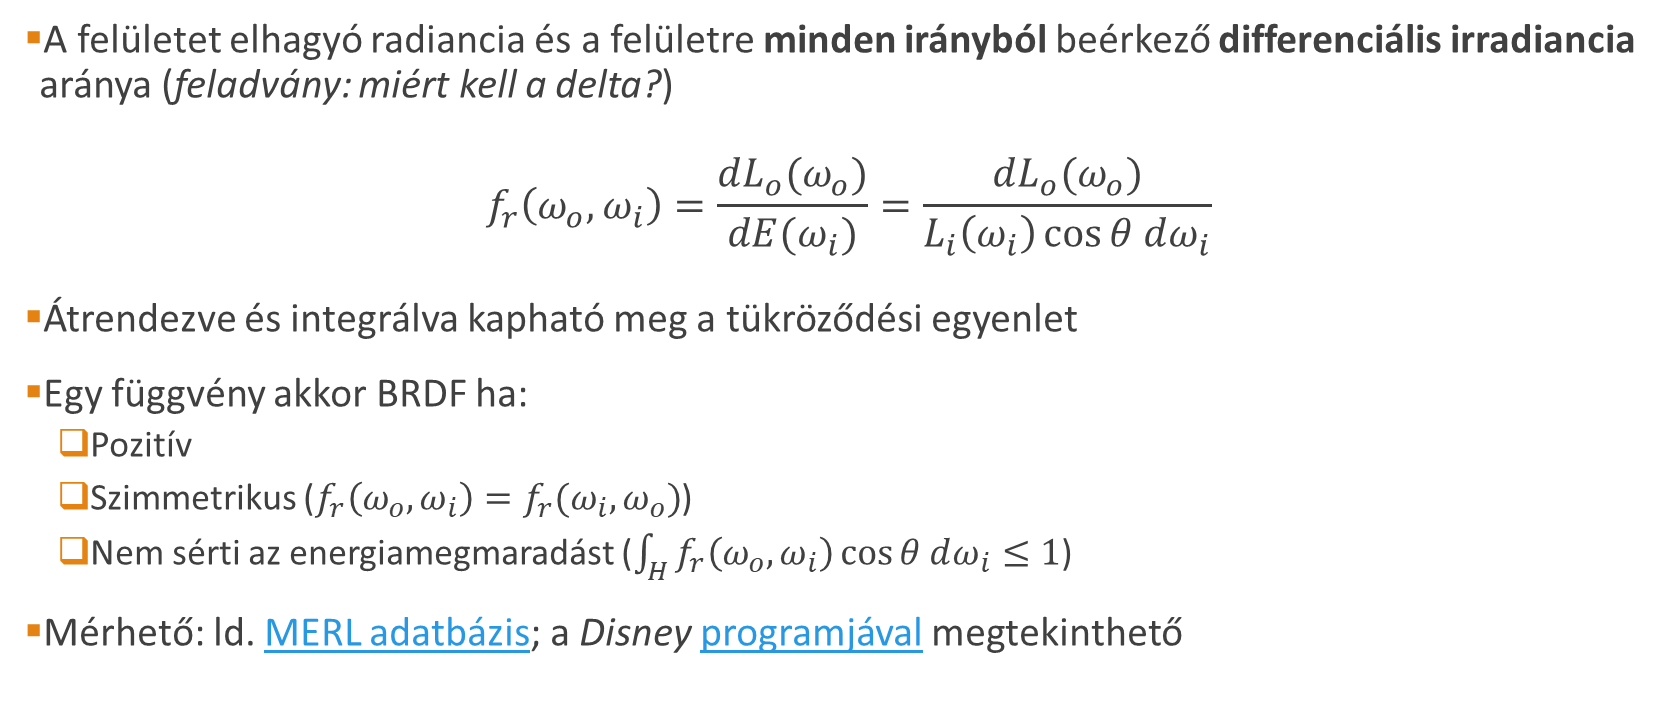 ▪A felületet elhagyó radiancia és a felületre minden irányból beérkező differenciális irradiancia
aránya (feladvány: miért kell a delta?)
f_r(ω_o, ω_i) = dL_o(ω_o) / dE(ω_i) = dL_o(ω_o) / L_i(ω_i) cos θ dω_i
▪Átrendezve és integrálva kapható meg a tükröződési egyenlet
▪Egy függvény akkor BRDF ha:
❑Pozitív
❑Szimmetrikus (f_r(ω_o, ω_i) = f_r(ω_i, ω_o))
❑Nem sérti az energiamegmaradást (∫_H f_r(ω_o, ω_i) cos θ dω_i ≤ 1)
▪Mérhető: ld. MERL adatbázis; a Disney programjával megtekinthető